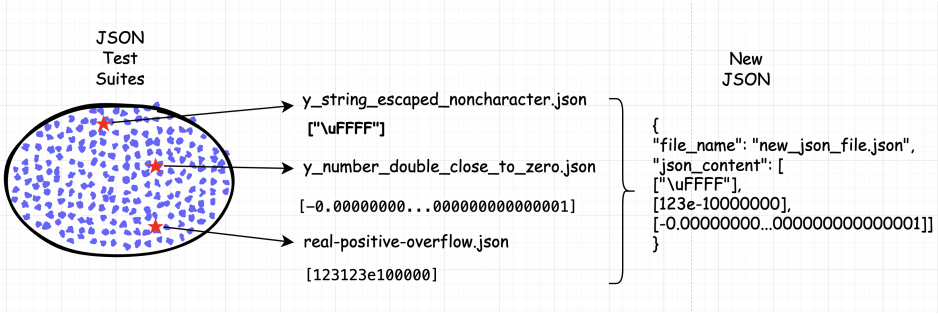 JSON
Test
Suites
y_string_escaped_noncharacter.json
["\uFFFF"]
y_number_double_close_to_zero.json
[-0.00000000...000000000000001]
real-positive-overflow.json
[123123e100000]
New
JSON
{
"file_name": "new_json_file.json",
"json_content": [
["\uFFFF"],
[123e-10000000],
[-0.00000000...000000000000001]]
}